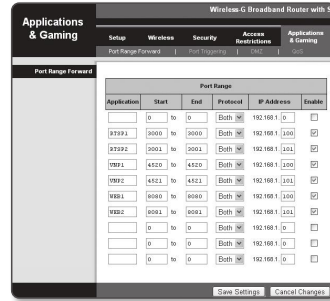 Wireless-G Broadband Router with S
Applications
& Gaming
Setup Wireless Security Access Restrictions Applications & Gaming
Port Range Forward | Port Triggering | DMZ | QoS
Port Range Forward
Port Range
Application Start End Protocol IP Address Enable
0 to 0 Both 192.168.1. 0
RTSP1 3000 to 3000 Both 192.168.1. 100
RTSP2 3001 to 3001 Both 192.168.1. 101
VNP1 4520 to 4520 Both 192.168.1. 100
VNP2 4521 to 4521 Both 192.168.1. 101
WEB1 8080 to 8080 Both 192.168.1. 100
WEB2 8081 to 8081 Both 192.168.1. 101
0 to 0 Both 192.168.1. 0
0 to 0 Both 192.168.1. 0
0 to 0 Both 192.168.1. 0
Save Settings Cancel Changes